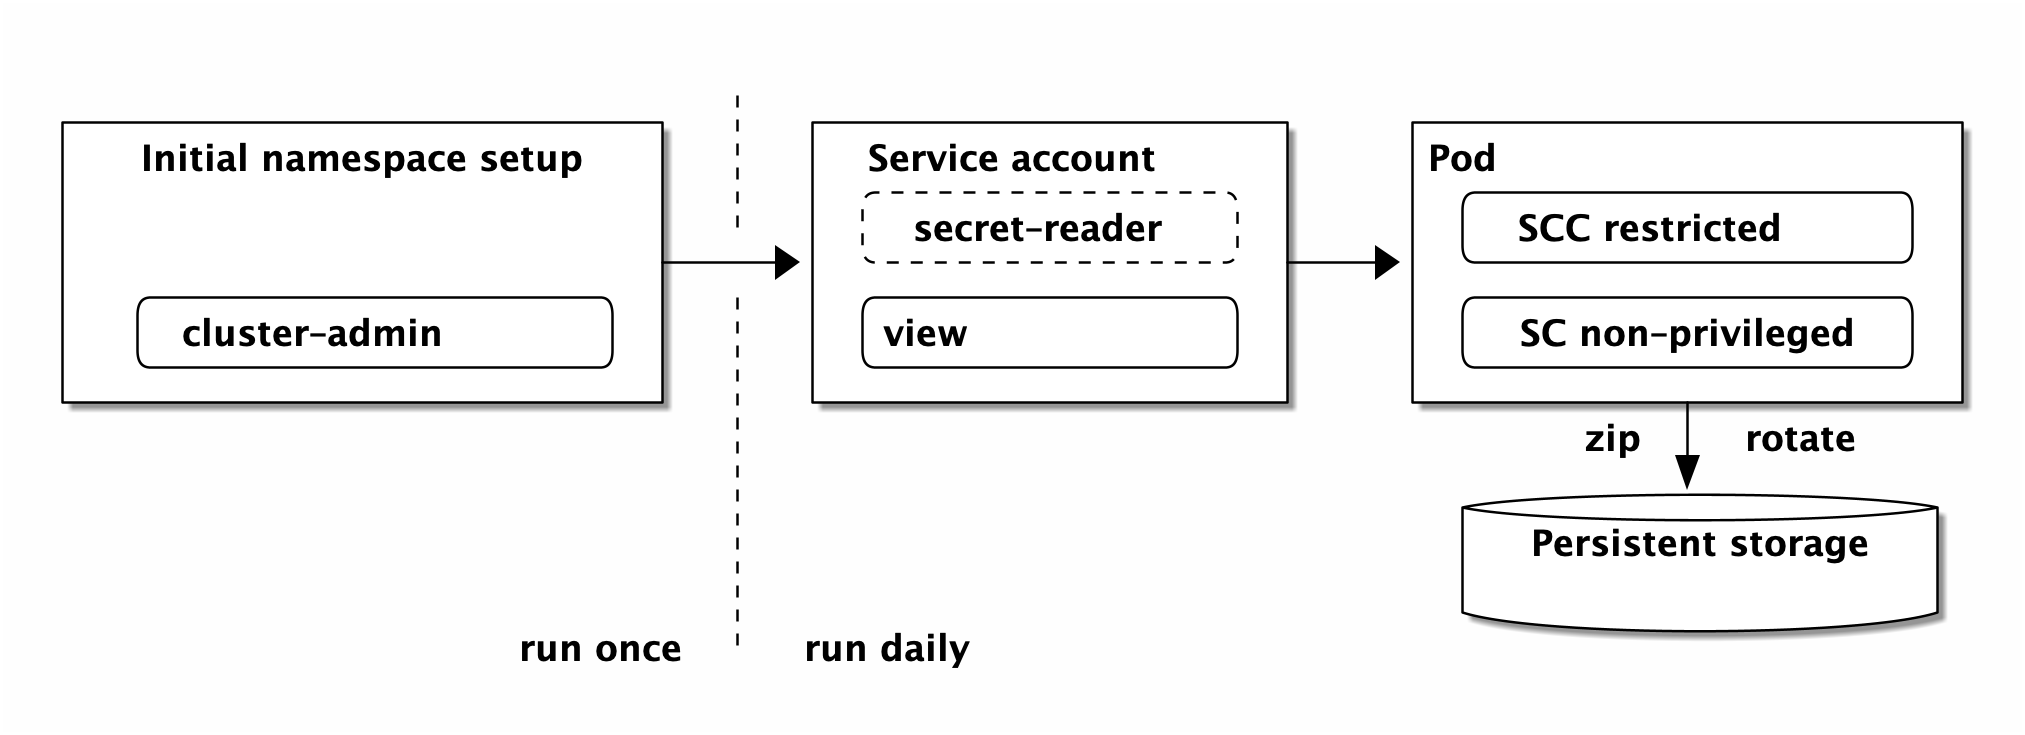 Initial namespace setup
cluster-admin
Service account
secret-reader
view
Pod
SCC restricted
SC non-privileged
zip
rotate
Persistent storage
run once
run daily